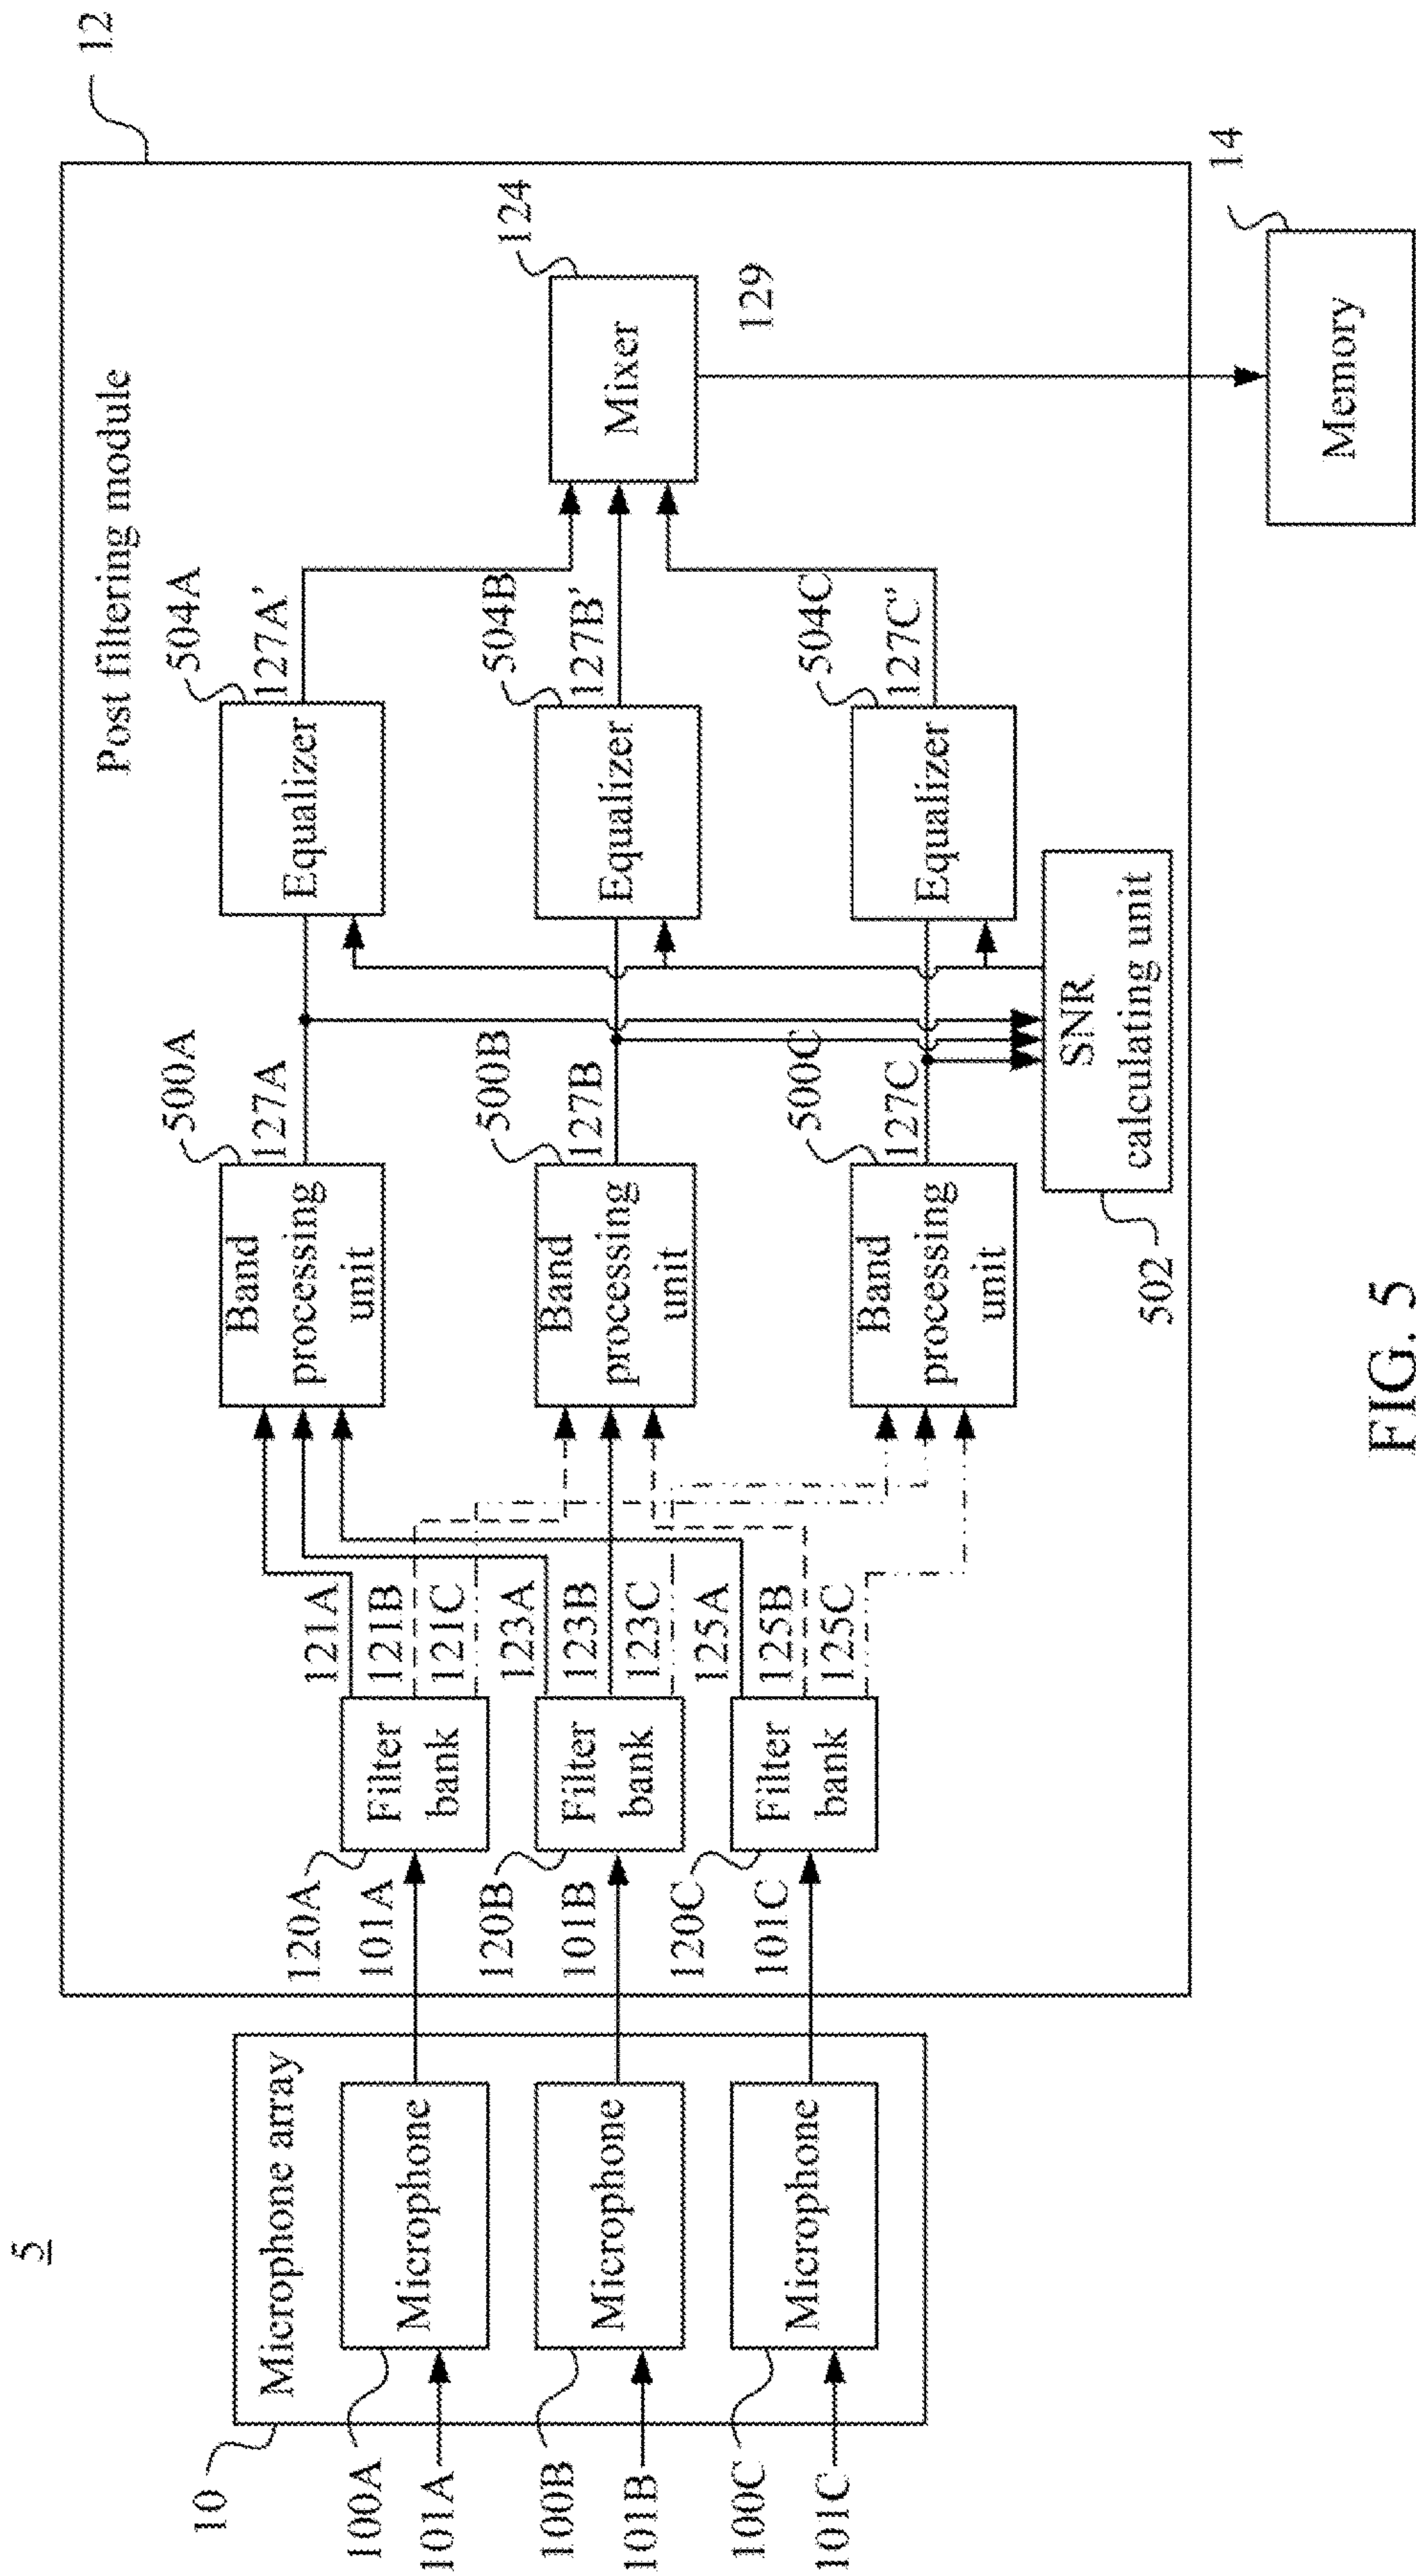 5
10
Microphone array
100A
101A
Microphone
100B
101B
Microphone
100C
101C
Microphone
12
Post filtering module
120A
101A
Filter
bank
120B
101B
Filter
bank
120C
101C
Filter
bank
121A
121B
121C
123A
123B
123C
125A
125B
125C
500A
Band
processing
unit
127A
500B
Band
processing
unit
127B
500C
Band
processing
unit
127C
502
SNR
calculating unit
504A
Equalizer
127A'
504B
Equalizer
127B'
504C
Equalizer
127C'
124
Mixer
129
14
Memory
FIG. 5